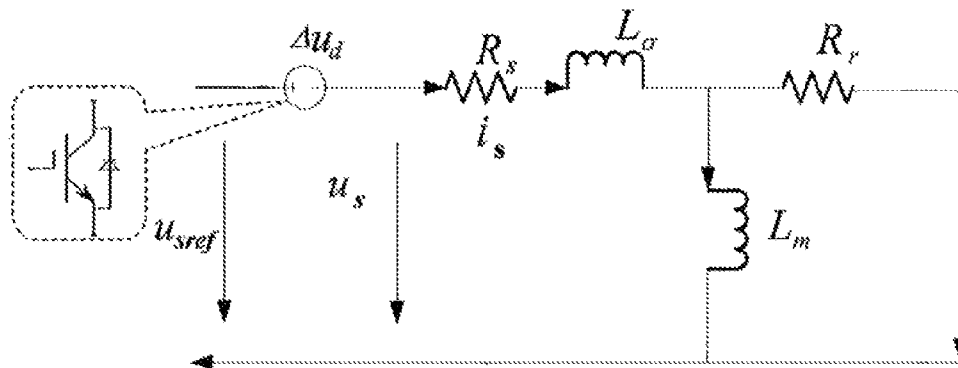 Δu_d
R_s
L_σ
R_r
i_s
u_s
u_sref
L_m